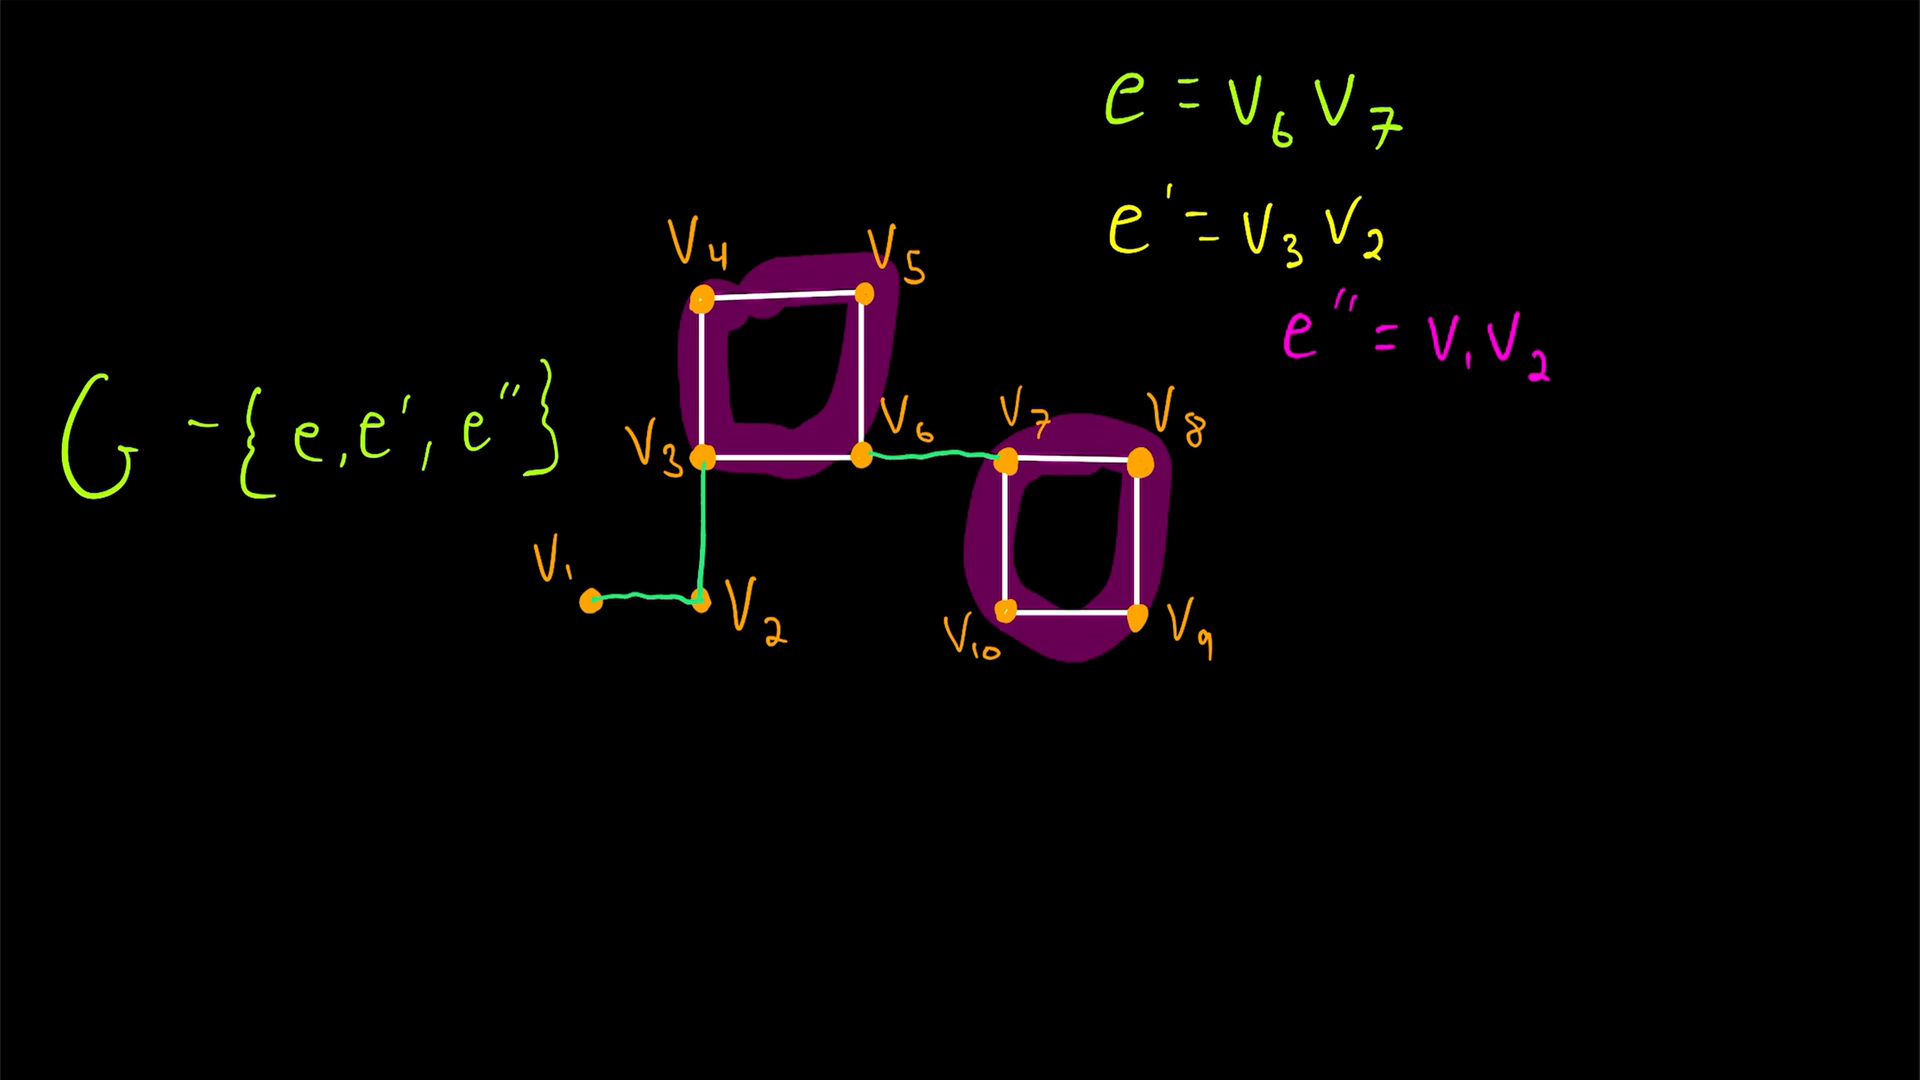 e = V₆ V₇
e' = V₃ V₂
e'' = V₁ V₂
G - {e, e', e''}
V₄ V₅
V₃ V₆ V₇ V₈
V₁ V₂ V₁₀ V₉